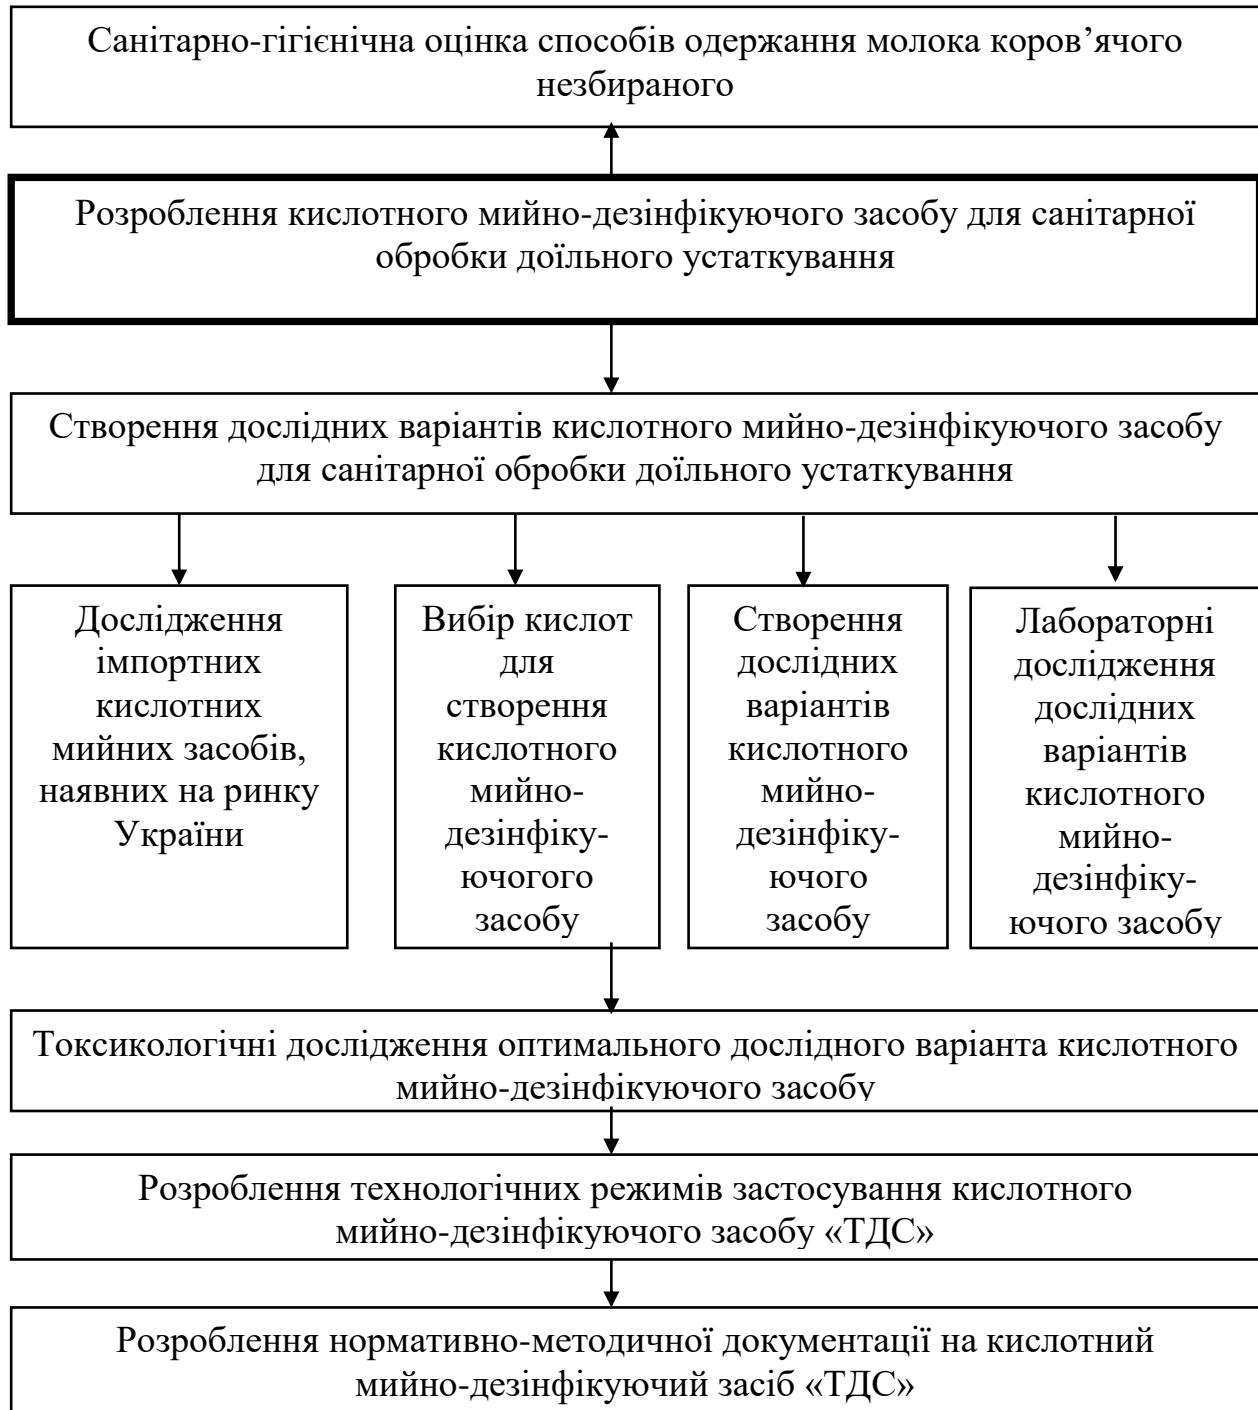 Санітарно-гігієнічна оцінка способів одержання молока коров’ячого
незбираного
Розроблення кислотного мийно-дезінфікуючого засобу для санітарної
обробки доїльного устаткування
Створення дослідних варіантів кислотного мийно-дезінфікуючого засобу
для санітарної обробки доїльного устаткування
Дослідження
імпортних
кислотних
мийних засобів,
наявних на ринку
України
Вибір кислот
для
створення
кислотного
мийно-
дезінфіку-
ючогого
засобу
Створення
дослідних
варіантів
кислотного
мийно-
дезінфіку-
ючого
засобу
Лабораторні
дослідження
дослідних
варіантів
кислотного
мийно-
дезінфіку-
ючого засобу
Токсикологічні дослідження оптимального дослідного варіанта кислотного
мийно-дезінфікуючого засобу
Розроблення технологічних режимів застосування кислотного
мийно-дезінфікуючого засобу «ТДС»
Розроблення нормативно-методичної документації на кислотний
мийно-дезінфікуючий засіб «ТДС»